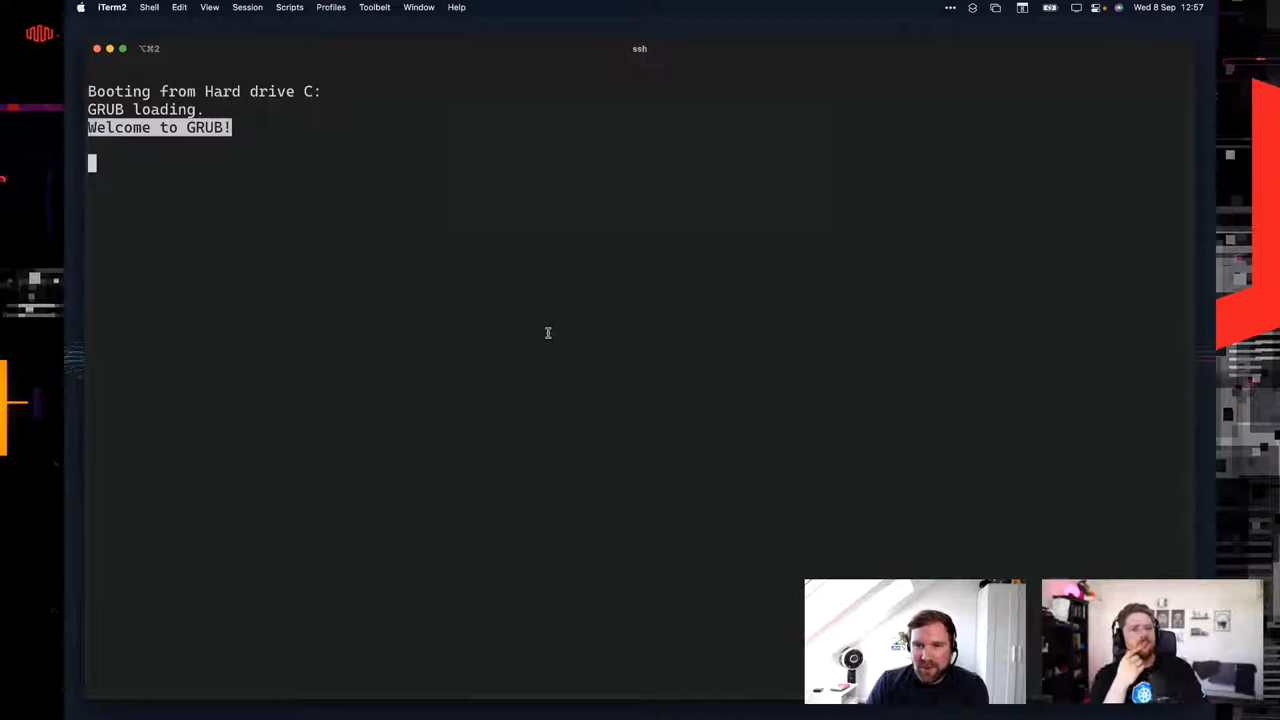 iTerm2 Shell Edit View Session Scripts Profiles Toolbelt Window Help Wed 8 Sep 12:57
⌥⌘2 ssh
Booting from Hard drive C:
GRUB loading.
Welcome to GRUB!